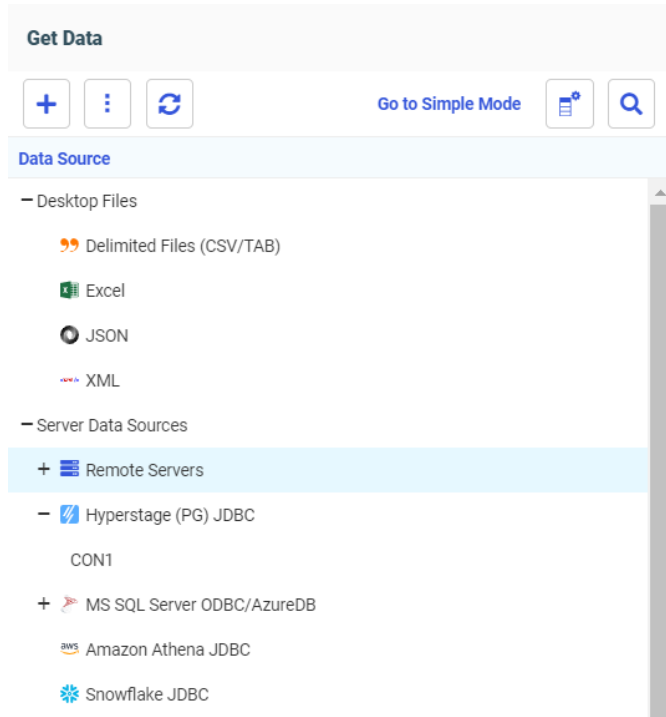 Get Data
Go to Simple Mode
Data Source
Desktop Files
Delimited Files (CSV/TAB)
Excel
JSON
XML
Server Data Sources
Remote Servers
Hyperstage (PG) JDBC
CON1
MS SQL Server ODBC/AzureDB
aws Amazon Athena JDBC
Snowflake JDBC